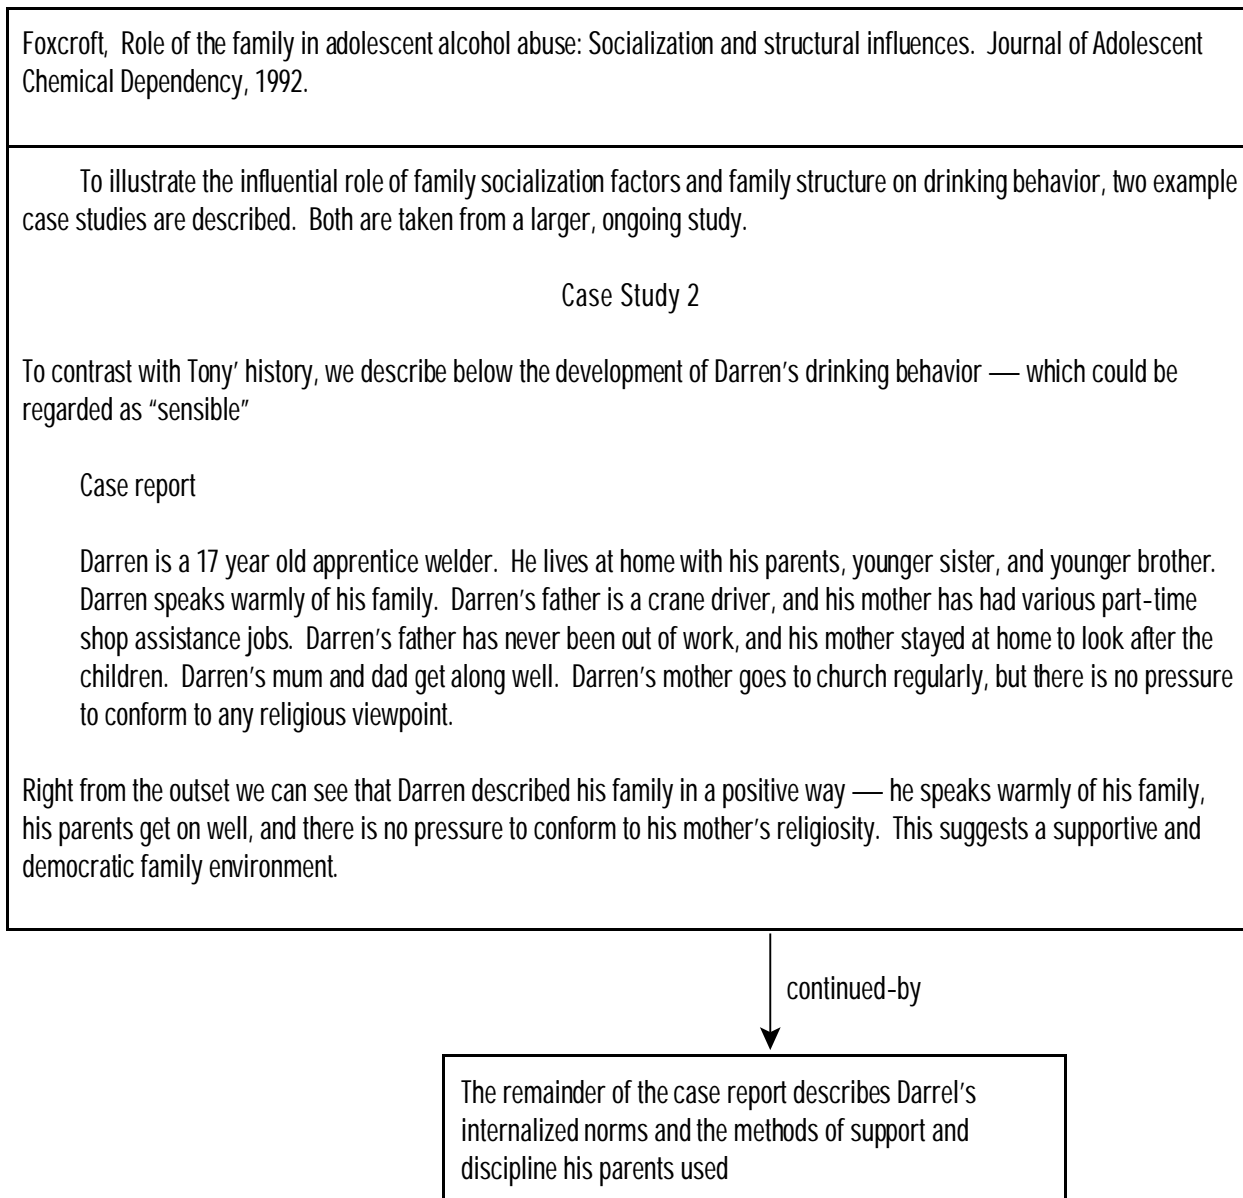 Foxcroft, Role of the family in adolescent alcohol abuse: Socialization and structural influences. Journal of Adolescent
Chemical Dependency, 1992.
To illustrate the influential role of family socialization factors and family structure on drinking behavior, two example
case studies are described. Both are taken from a larger, ongoing study.
Case Study 2
To contrast with Tony' history, we describe below the development of Darren's drinking behavior — which could be
regarded as "sensible"
Case report
Darren is a 17 year old apprentice welder. He lives at home with his parents, younger sister, and younger brother.
Darren speaks warmly of his family. Darren's father is a crane driver, and his mother has had various part-time
shop assistance jobs. Darren's father has never been out of work, and his mother stayed at home to look after the
children. Darren's mum and dad get along well. Darren's mother goes to church regularly, but there is no pressure
to conform to any religious viewpoint.
Right from the outset we can see that Darren described his family in a positive way — he speaks warmly of his family,
his parents get on well, and there is no pressure to conform to his mother's religiosity. This suggests a supportive and
democratic family environment.
continued-by
The remainder of the case report describes Darrel's
internalized norms and the methods of support and
discipline his parents used